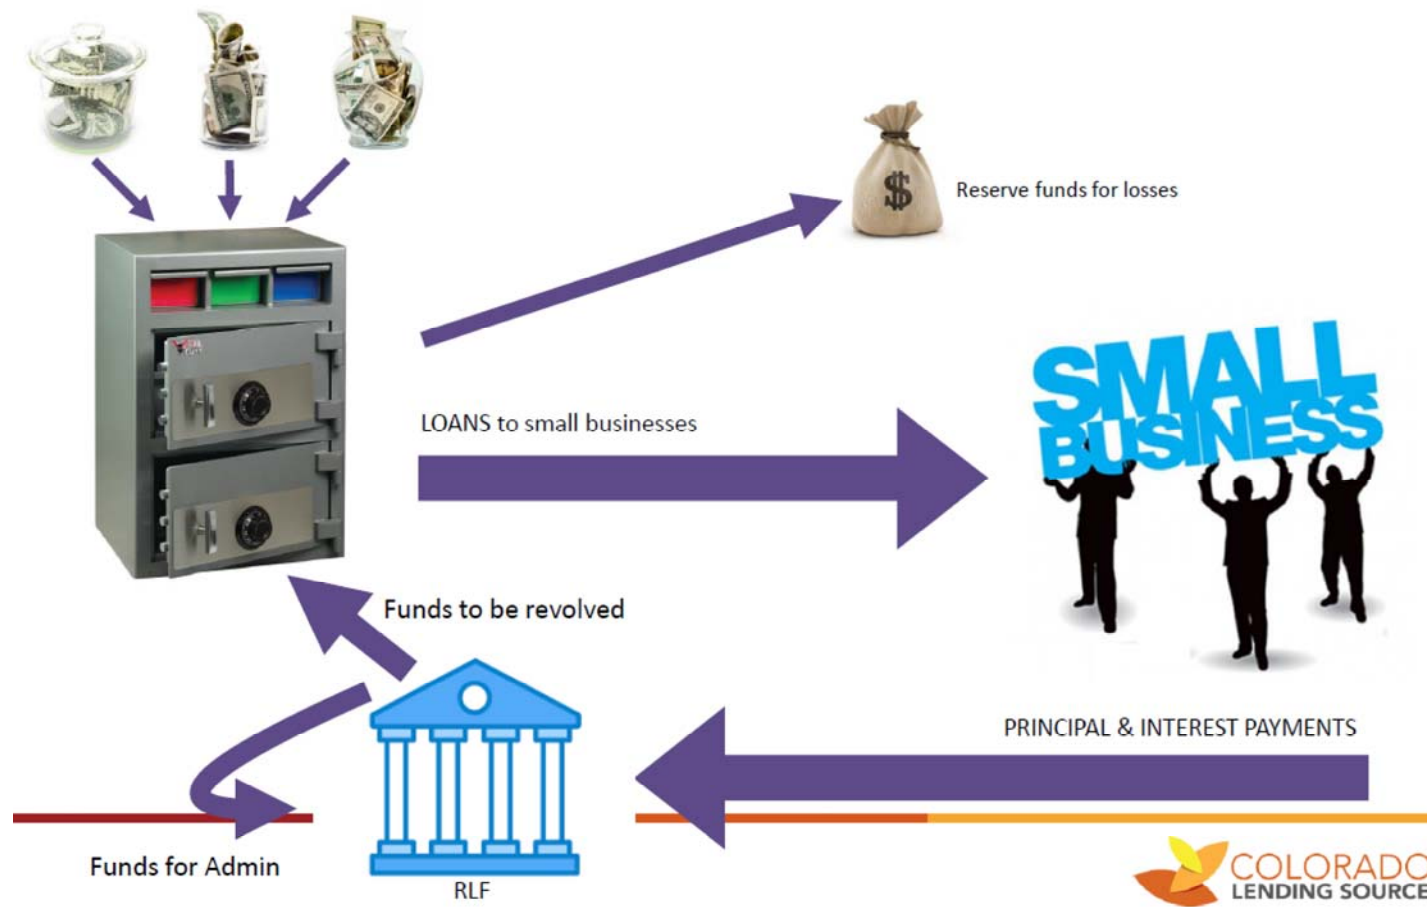 Reserve funds for losses
$
SMALL
BUSINESS
LOANS to small businesses
Funds to be revolved
PRINCIPAL & INTEREST PAYMENTS
Funds for Admin
RLF
COLORADO
LENDING SOURCE